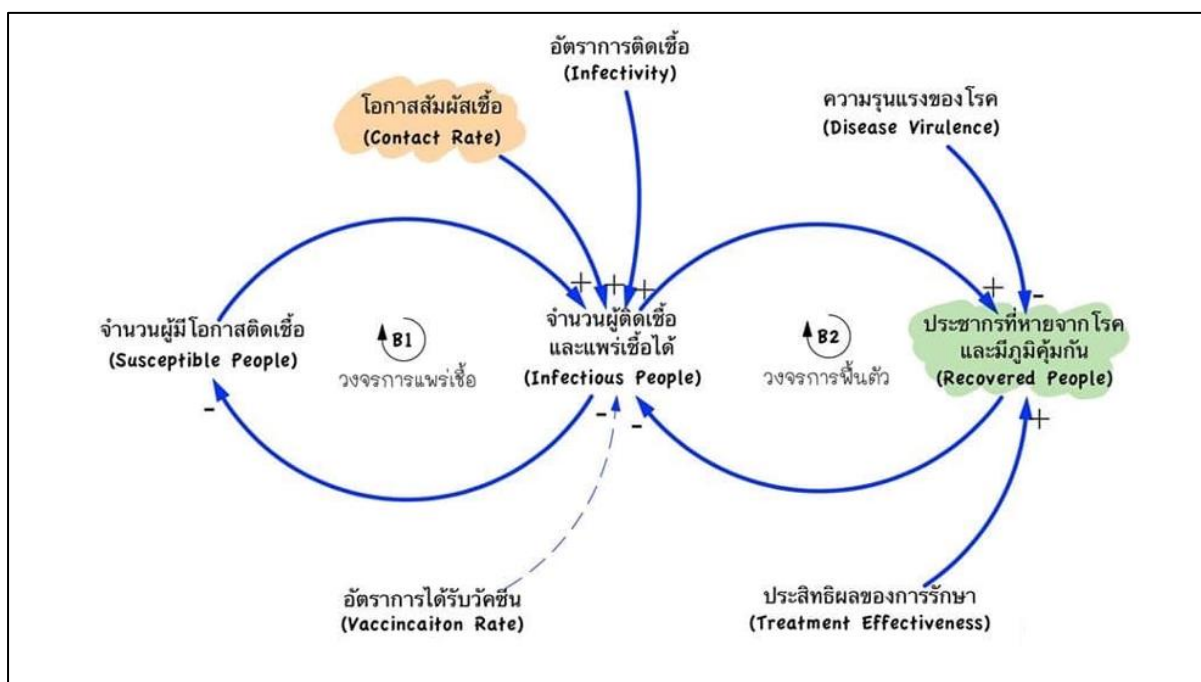 อัตราการติดเชื้อ
(Infectivity)
โอกาสสัมผัสเชื้อ
(Contact Rate)
ความรุนแรงของโรค
(Disease Virulence)
+
+
+
+
-
จำนวนผู้มีโอกาสติดเชื้อ
(Susceptible People)
B1
วงจรการแพร่เชื้อ
จำนวนผู้ติดเชื้อ
และแพร่เชื้อได้
(Infectious People)
B2
วงจรการฟื้นตัว
ประชากรที่หายจากโรค
และมีภูมิคุ้มกัน
(Recovered People)
-
-
-
+
อัตราการได้รับวัคซีน
(Vaccincaiton Rate)
ประสิทธิผลของการรักษา
(Treatment Effectiveness)